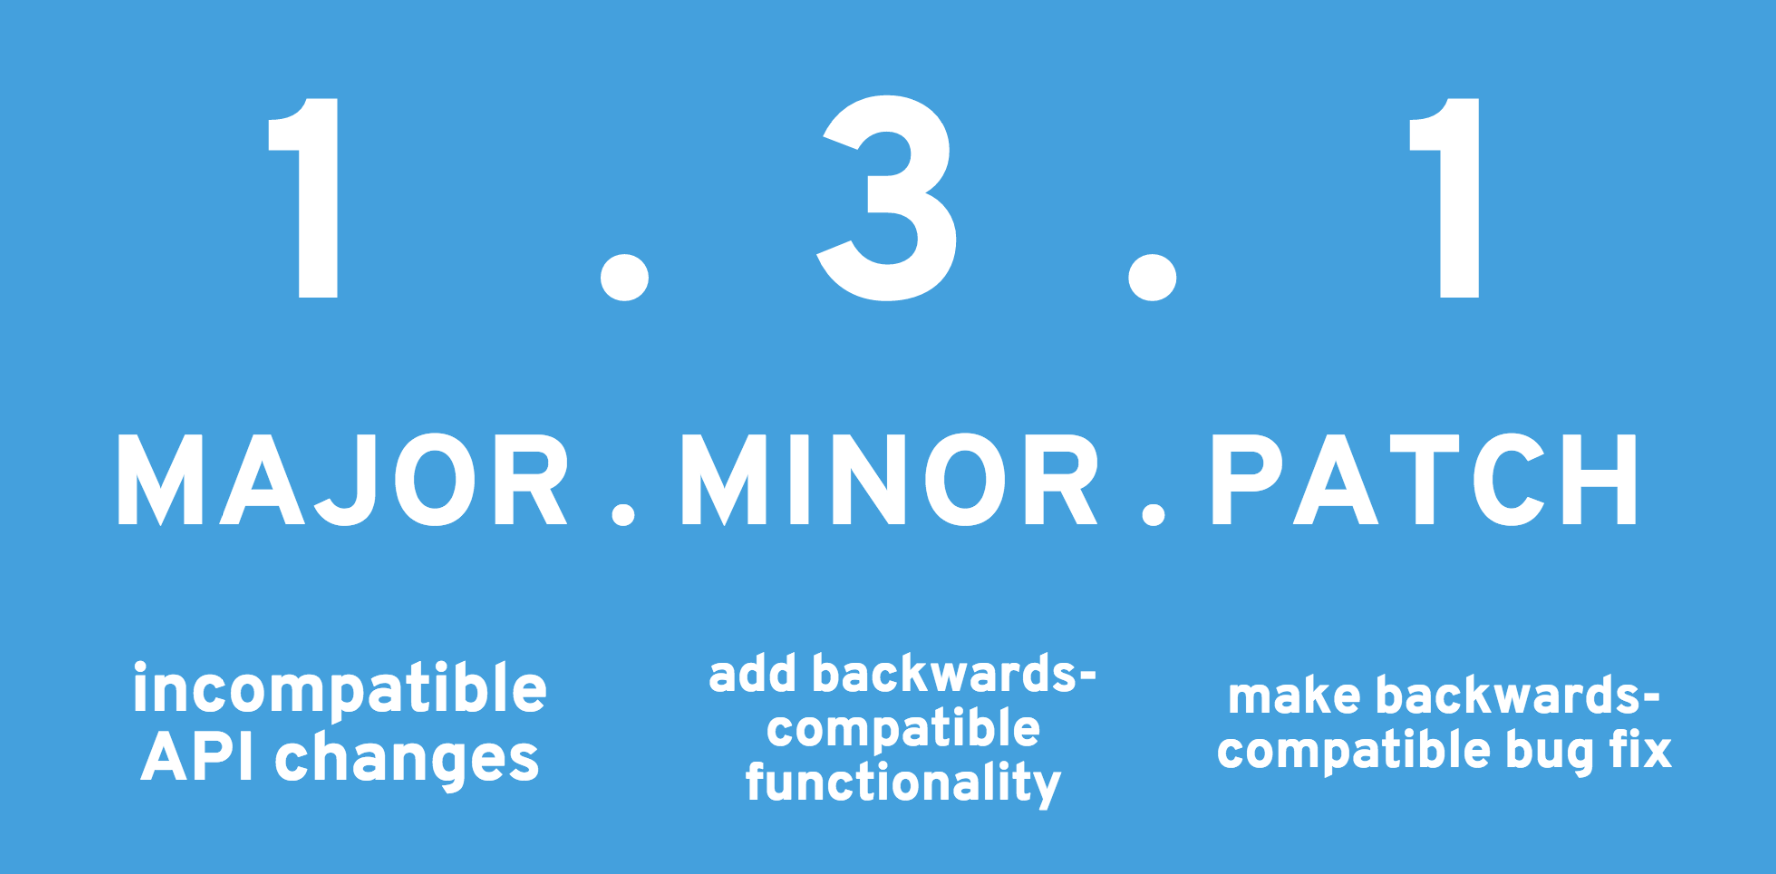 1 . 3 . 1
MAJOR . MINOR . PATCH
incompatible
API changes
add backwards-
compatible
functionality
make backwards-
compatible bug fix